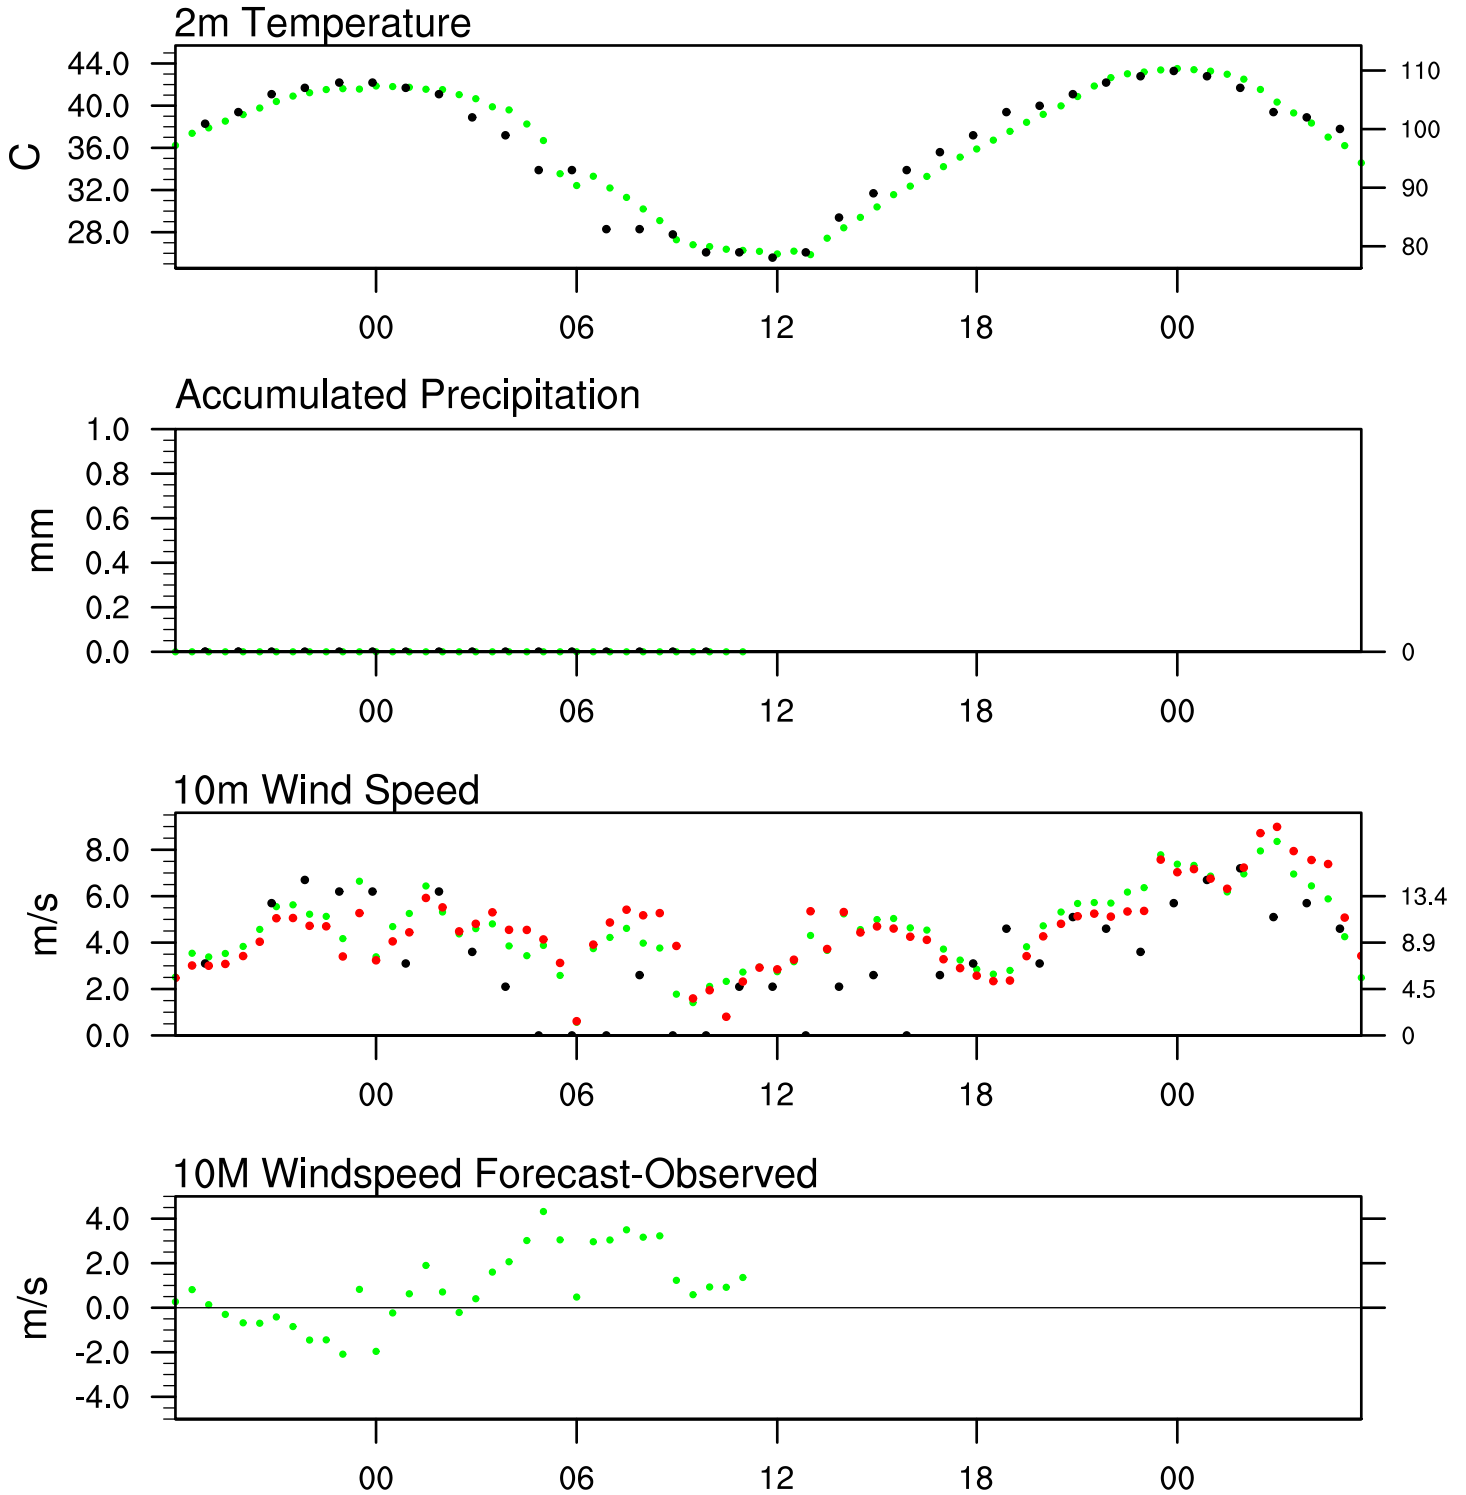 2m Temperature
44.0
40.0
36.0
32.0
28.0
C
110
100
90
80
00 06 12 18 00
Accumulated Precipitation
1.0
0.8
0.6
0.4
0.2
0.0
mm
0
00 06 12 18 00
10m Wind Speed
8.0
6.0
4.0
2.0
0.0
m/s
13.4
8.9
4.5
0
00 06 12 18 00
10M Windspeed Forecast-Observed
4.0
2.0
0.0
-2.0
-4.0
m/s
00 06 12 18 00